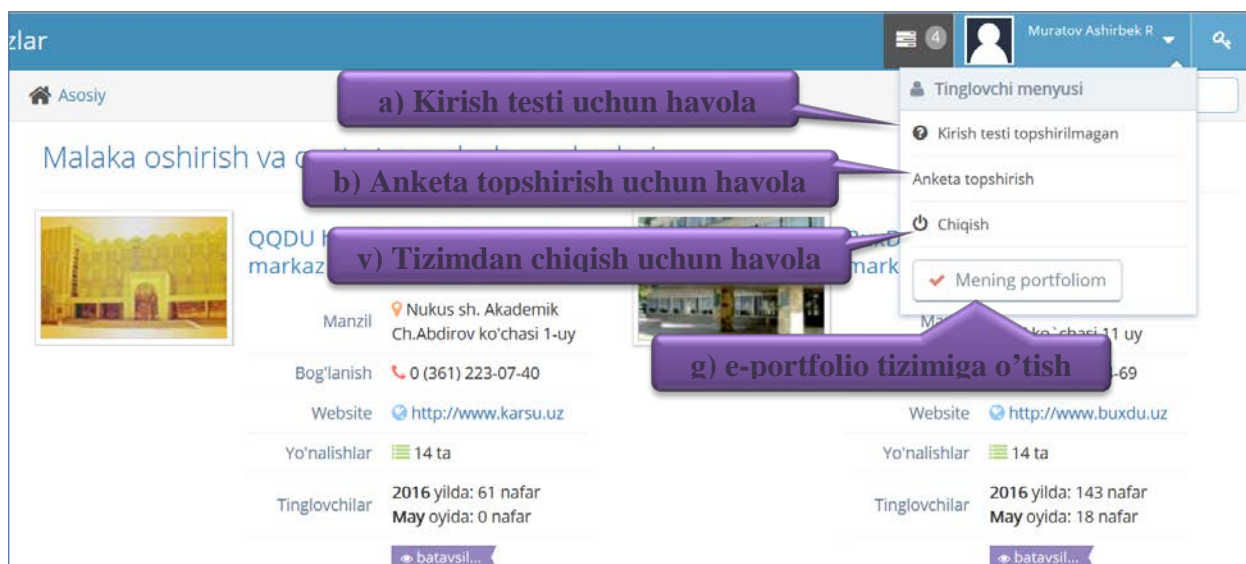 zlar
4
Muratov Ashirbek R
Asosiy
a) Kirish testi uchun havola
Tinglovchi menyusi
Kirish testi topshirilmagan
Malaka oshirish va
b) Anketa topshirish uchun havola
Anketa topshirish
Chiqish
QQDU
markaz
v) Tizimdan chiqish uchun havola
mark
Mening portfoliom
Manzil
Nukus sh. Akademik
Ch.Abdirov ko'chasi 1-uy
ko`chasi 11 uy
g) e-portfolio tizimiga o’tish
Bog'lanish 0 (361) 223-07-40
-69
Website http://www.karsu.uz
Website http://www.buxdu.uz
Yo'nalishlar 14 ta
Yo'nalishlar 14 ta
Tinglovchilar
2016 yilda: 61 nafar
May oyida: 0 nafar
Tinglovchilar
2016 yilda: 143 nafar
May oyida: 18 nafar
batavsil...
batavsil...